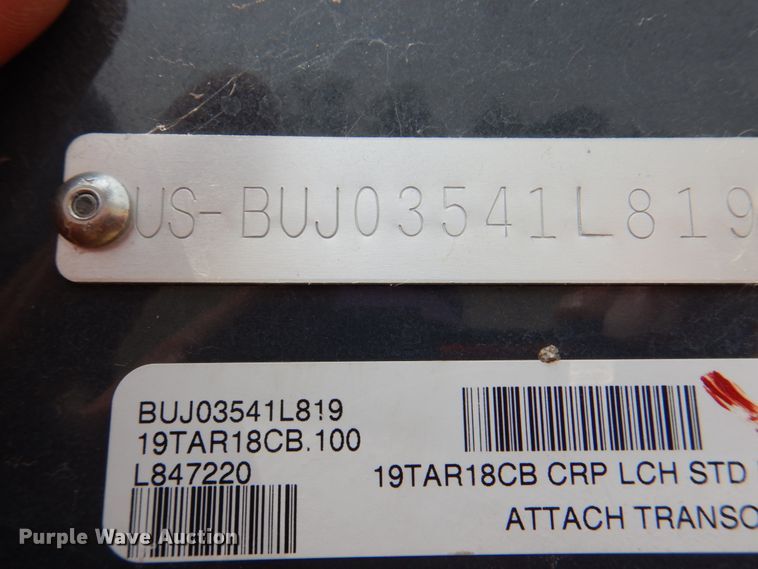 US-BUJ03541L819
BUJ03541L819
19TAR18CB.100
L847220
19TAR18CB CRP LCH STD
ATTACH TRANSO
Purple Wave Auction